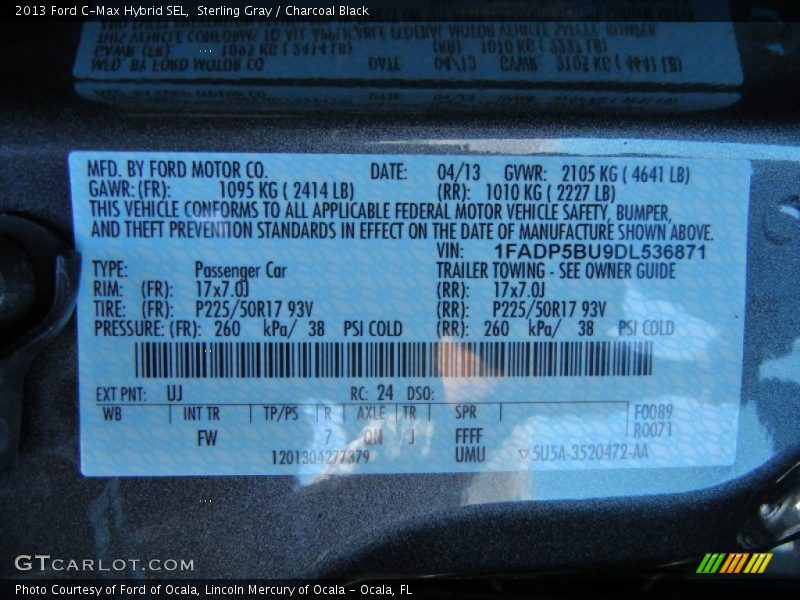 2013 Ford C-Max Hybrid SEL, Sterling Gray / Charcoal Black
MFD. BY FORD MOTOR CO. DATE: 04/13 GVWR: 2105 KG ( 4641 LB)
GAWR: (FR): 1095 KG ( 2414 LB) (RR): 1010 KG ( 2227 LB)
THIS VEHICLE CONFORMS TO ALL APPLICABLE FEDERAL MOTOR VEHICLE SAFETY, BUMPER,
AND THEFT PREVENTION STANDARDS IN EFFECT ON THE DATE OF MANUFACTURE SHOWN ABOVE.
VIN: 1FADP5BU9DL536871
TYPE: Passenger Car TRAILER TOWING - SEE OWNER GUIDE
RIM: (FR): 17x7.0J (RR): 17x7.0J
TIRE: (FR): P225/50R17 93V (RR): P225/50R17 93V
PRESSURE: (FR): 260 kPa/ 38 PSI COLD (RR): 260 kPa/ 38 PSI COLD
EXT PNT: UJ RC: 24 DSO:
WB INT TR TP/PS R AXLE TR SPR F0089
R0071
FW 7 QN J FFFF
1201304277379 UMU 5U5A-3520472-AA
GTCARLOT.COM
Photo Courtesy of Ford of Ocala, Lincoln Mercury of Ocala - Ocala, FL